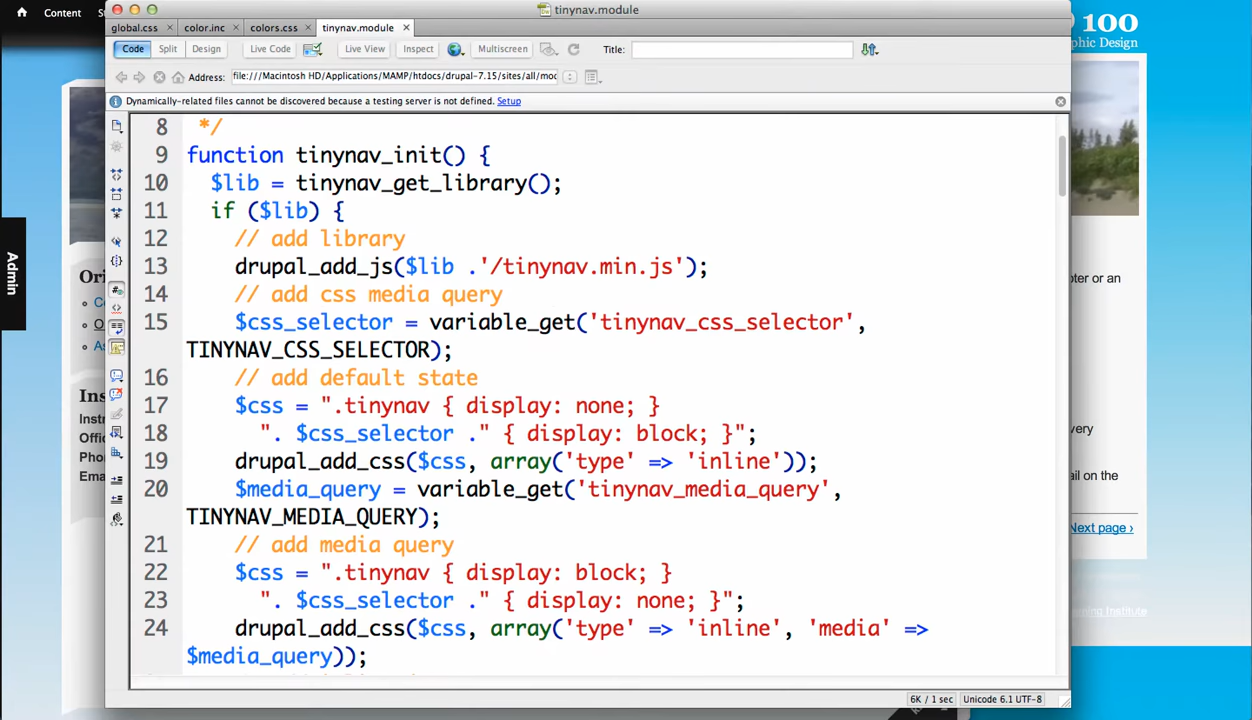 Content
tinynav.module
global.css
color.inc
colors.css
tinynav.module
Code
Split
Design
Live Code
Live View
Inspect
Multiscreen
Title:
Address:
file:///Macintosh HD/Applications/MAMP/htdocs/drupal-7.15/sites/all/moc
Dynamically-related files cannot be discovered because a testing server is not defined. Setup
8 */
9 function tinynav_init() {
10 $lib = tinynav_get_library();
11 if ($lib) {
12 // add library
13 drupal_add_js($lib .'/tinynav.min.js');
14 // add css media query
15 $css_selector = variable_get('tinynav_css_selector',
TINYNAV_CSS_SELECTOR);
16 // add default state
17 $css = ".tinynav { display: none; }
18 ". $css_selector ." { display: block; }";
19 drupal_add_css($css, array('type' => 'inline'));
20 $media_query = variable_get('tinynav_media_query',
TINYNAV_MEDIA_QUERY);
21 // add media query
22 $css = ".tinynav { display: block; }
23 ". $css_selector ." { display: none; }";
24 drupal_add_css($css, array('type' => 'inline', 'media' =>
$media_query));
6K / 1 sec
Unicode 6.1 UTF-8
Admin
Ori
As
Ins
Instr
Offic
Pho
Ema
100
phic Design
pter or an
very
ail on the
Next page ›
Institute